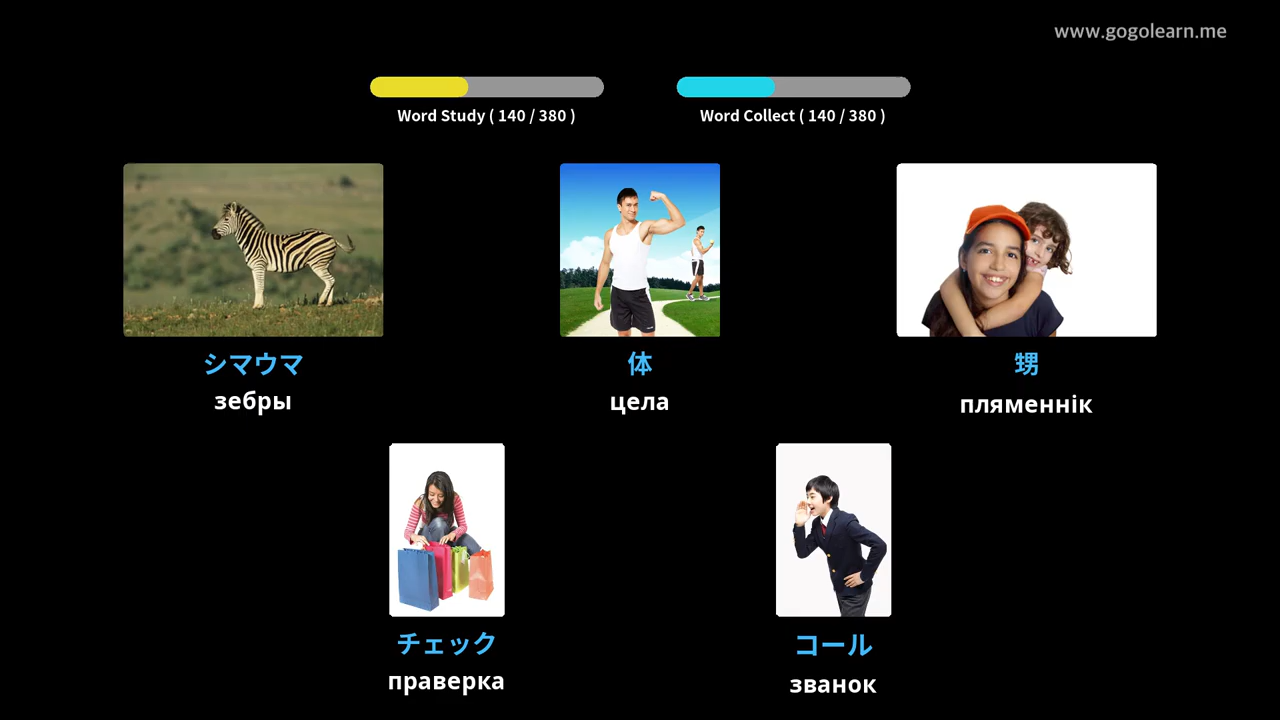 www.gogolearn.me
Word Study ( 140 / 380 )
Word Collect ( 140 / 380 )
シマウマ
зебры
体
цела
甥
пляменнік
チェック
праверка
コール
званок